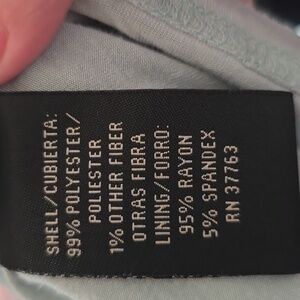 SHELL/CUBIERTA:
99% POLYESTER/
POLIESTER
1% OTHER FIBER
OTRAS FIBRA
LINING/FORRO:
95% RAYON
5% SPANDEX
RN 37763